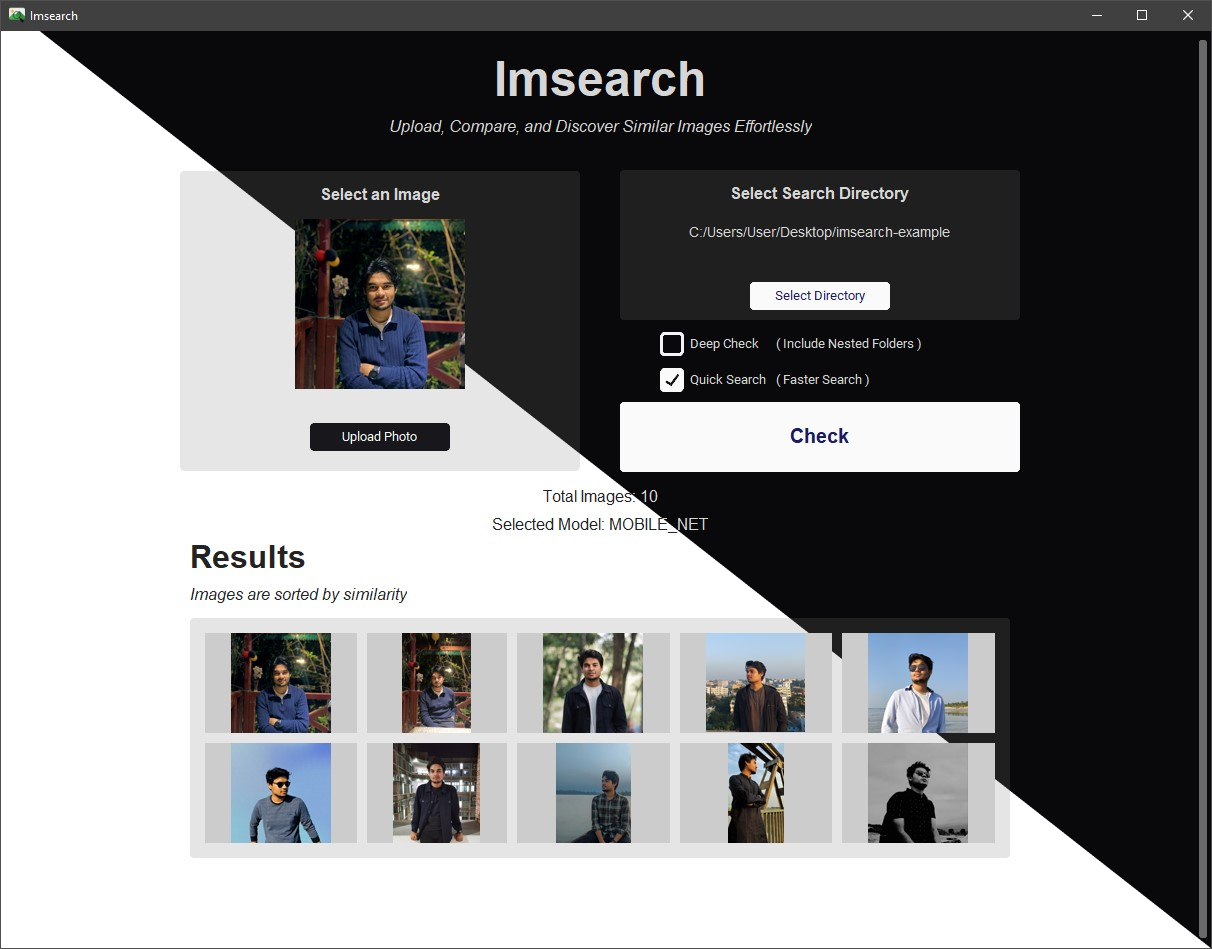 Imsearch
Imsearch
Upload, Compare, and Discover Similar Images Effortlessly
Select an Image
Upload Photo
Select Search Directory
C:/Users/User/Desktop/imsearch-example
Select Directory
Deep Check ( Include Nested Folders )
Quick Search ( Faster Search )
Check
Total Images: 10
Selected Model: MOBILE_NET
Results
Images are sorted by similarity